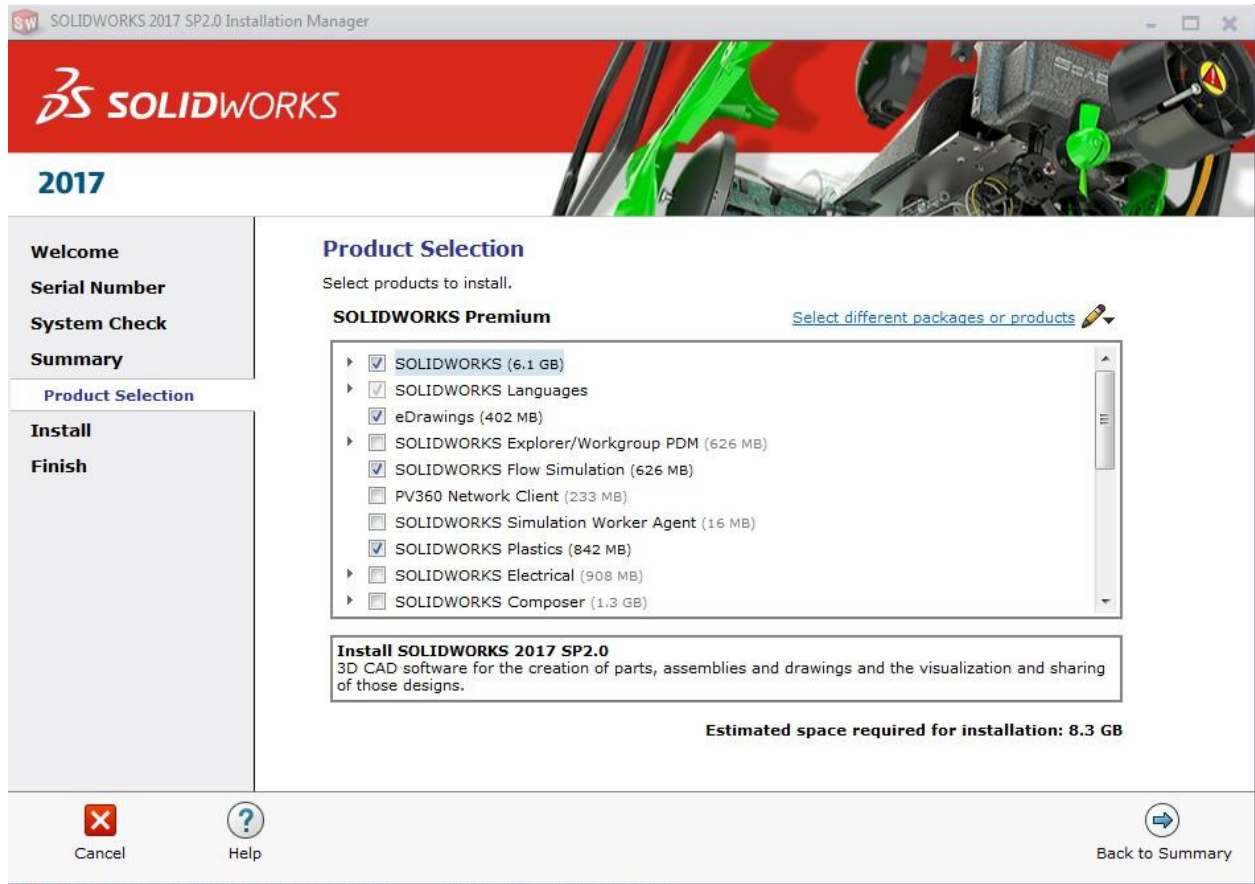 SOLIDWORKS 2017 SP2.0 Installation Manager
SOLIDWORKS
2017
Welcome
Serial Number
System Check
Summary
Product Selection
Install
Finish
Product Selection
Select products to install.
SOLIDWORKS Premium
Select different packages or products
SOLIDWORKS (6.1 GB)
SOLIDWORKS Languages
eDrawings (402 MB)
SOLIDWORKS Explorer/Workgroup PDM (626 MB)
SOLIDWORKS Flow Simulation (626 MB)
PV360 Network Client (233 MB)
SOLIDWORKS Simulation Worker Agent (16 MB)
SOLIDWORKS Plastics (842 MB)
SOLIDWORKS Electrical (908 MB)
SOLIDWORKS Composer (1.3 GB)
Install SOLIDWORKS 2017 SP2.0
3D CAD software for the creation of parts, assemblies and drawings and the visualization and sharing
of those designs.
Estimated space required for installation: 8.3 GB
Cancel
Help
Back to Summary